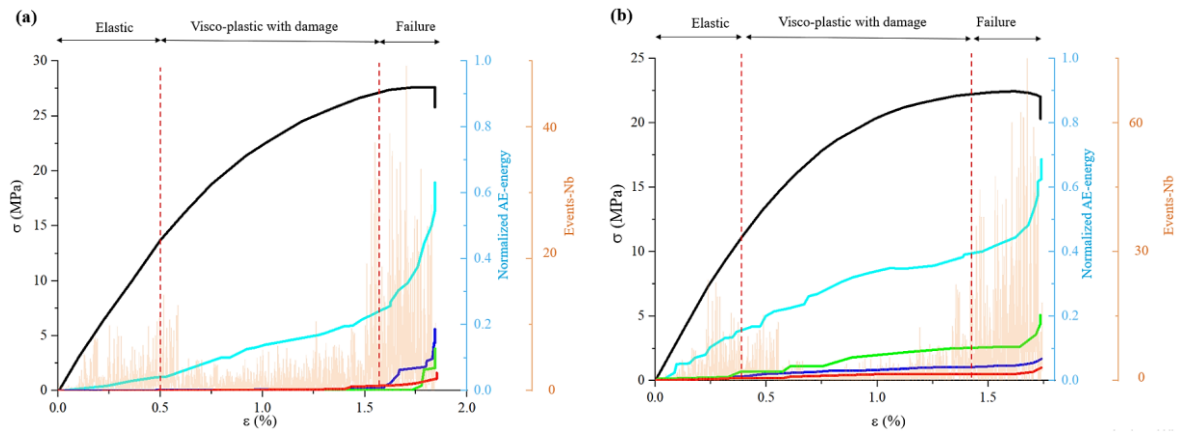 (a)
Elastic
Visco-plastic with damage
Failure
30
25
20
15
10
5
0
σ (MPa)
0.0
0.5
1.0
1.5
2.0
ε (%)
1.0
0.8
0.6
0.4
0.2
0.0
Normalized AE-energy
40
20
0
Events-Nb
(b)
Elastic
Visco-plastic with damage
Failure
25
20
15
10
5
0
σ (MPa)
0.0
0.5
1.0
1.5
ε (%)
1.0
0.8
0.6
0.4
0.2
0.0
Normalized AE-energy
60
30
0
Events-Nb